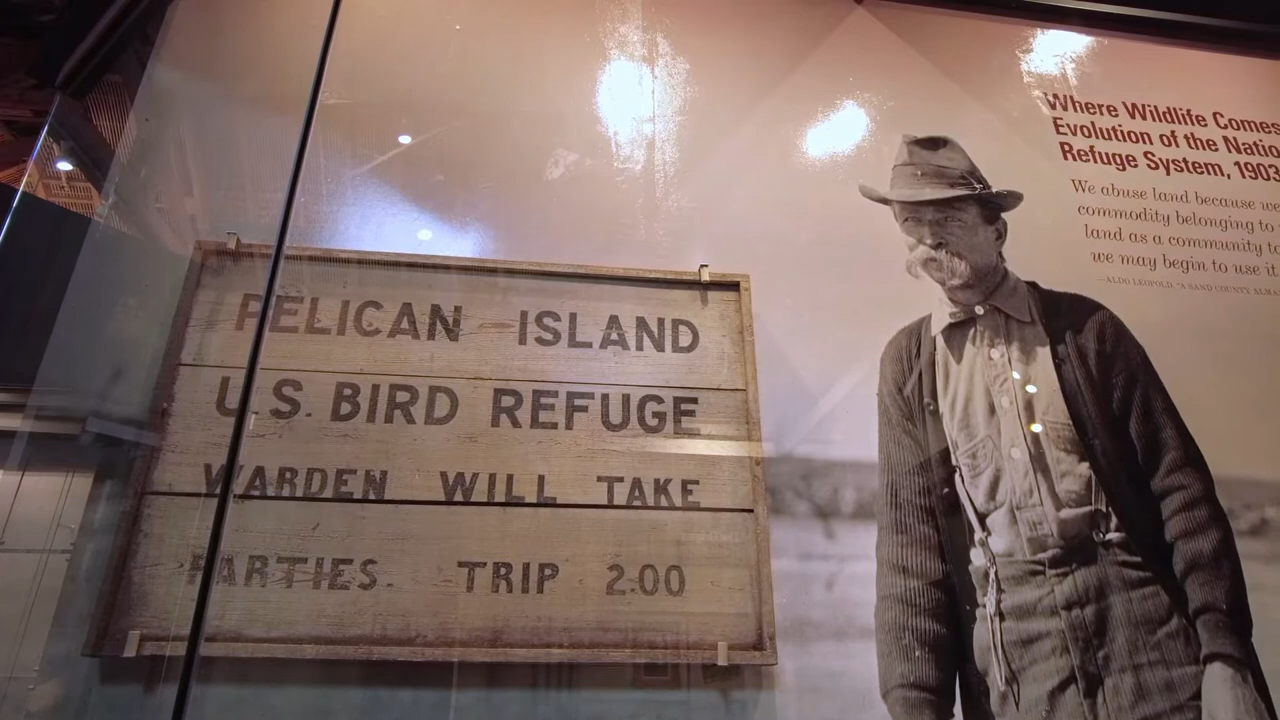 PELICAN ISLAND
U.S. BIRD REFUGE
WARDEN WILL TAKE
PARTIES. TRIP 2.00
Where Wildlife Comes
Evolution of the Natio
Refuge System, 1903
We abuse land because we
commodity belonging to
land as a community to
we may begin to use it
—ALDO LEOPOLD, "A SAND COUNTY ALMA